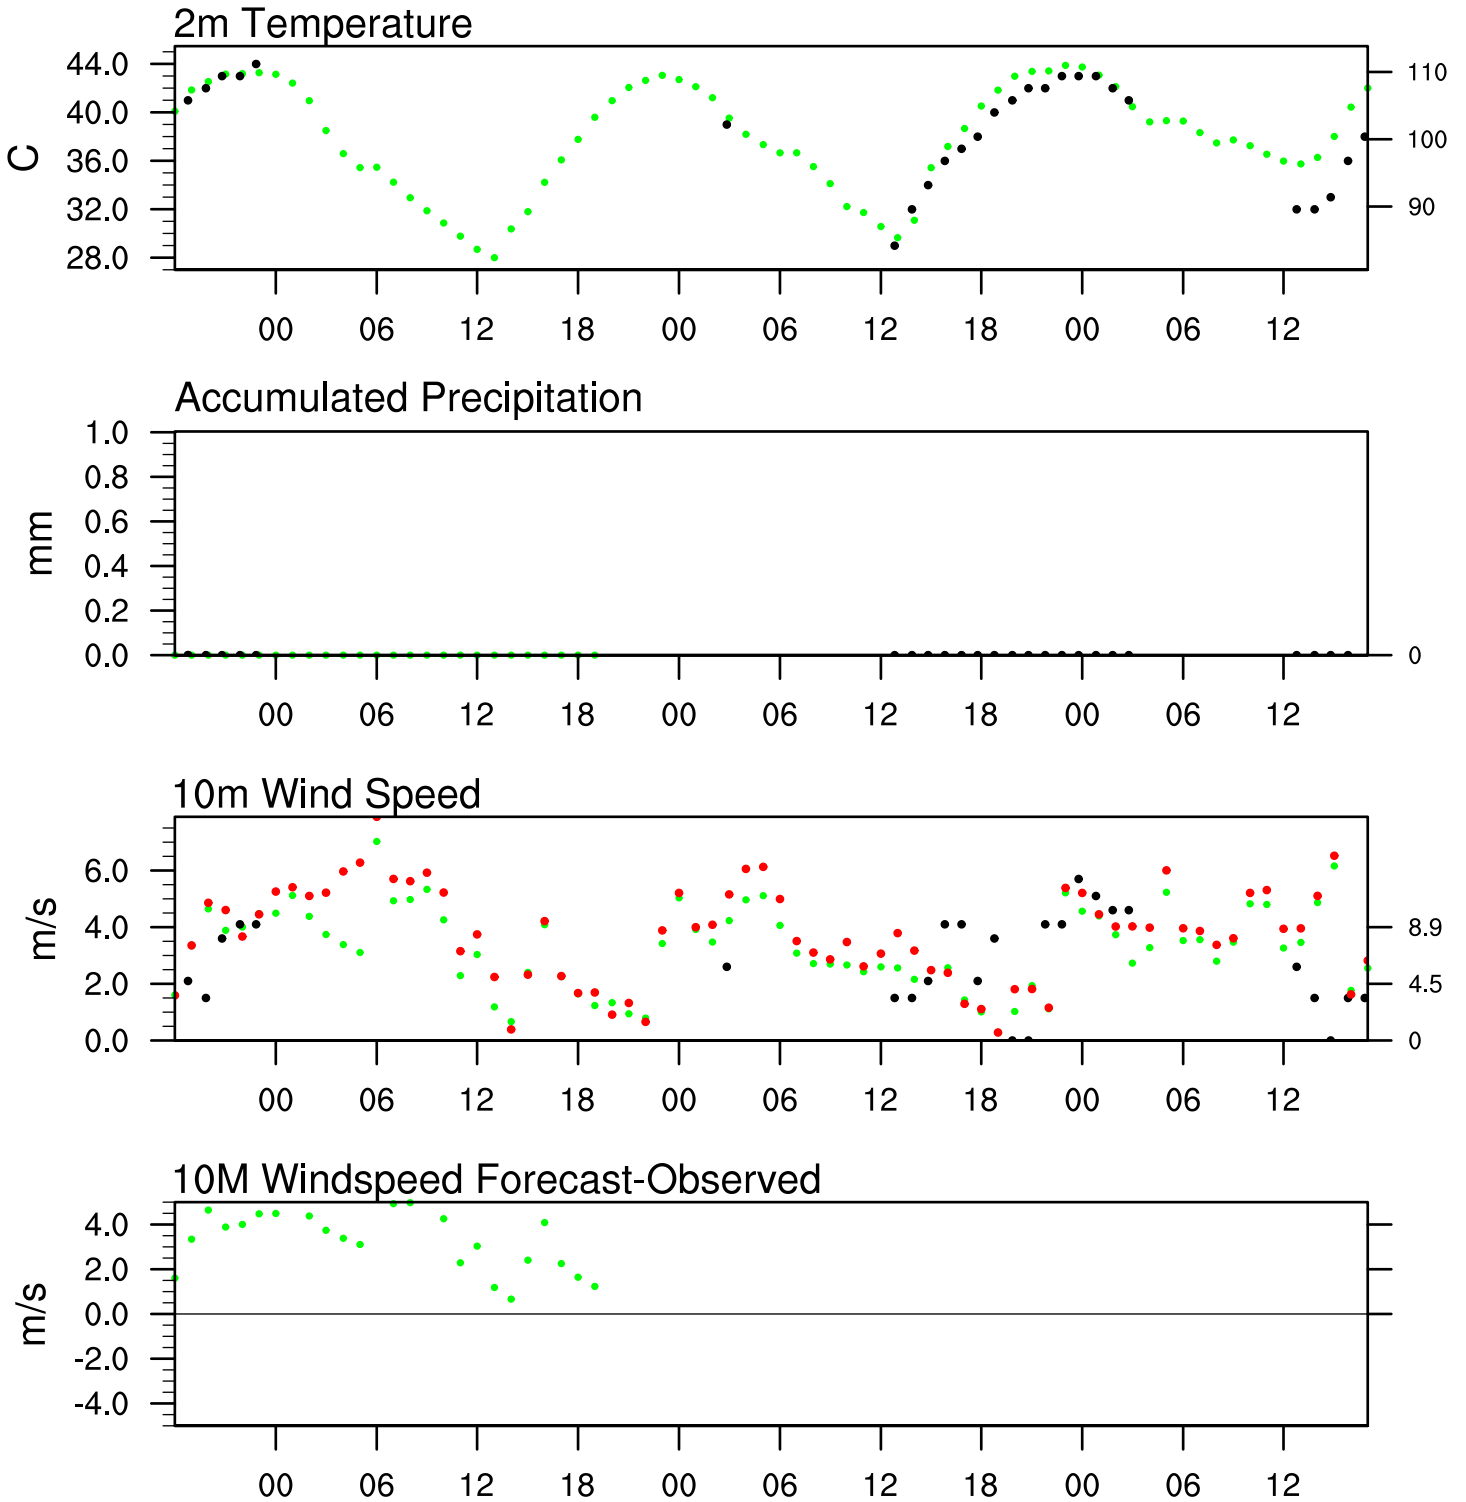 2m Temperature
44.0
40.0
36.0
32.0
28.0
C
110
100
90
00 06 12 18 00 06 12 18 00 06 12
Accumulated Precipitation
1.0
0.8
0.6
0.4
0.2
0.0
mm
0
00 06 12 18 00 06 12 18 00 06 12
10m Wind Speed
6.0
4.0
2.0
0.0
m/s
8.9
4.5
0
00 06 12 18 00 06 12 18 00 06 12
10M Windspeed Forecast-Observed
4.0
2.0
0.0
-2.0
-4.0
m/s
00 06 12 18 00 06 12 18 00 06 12